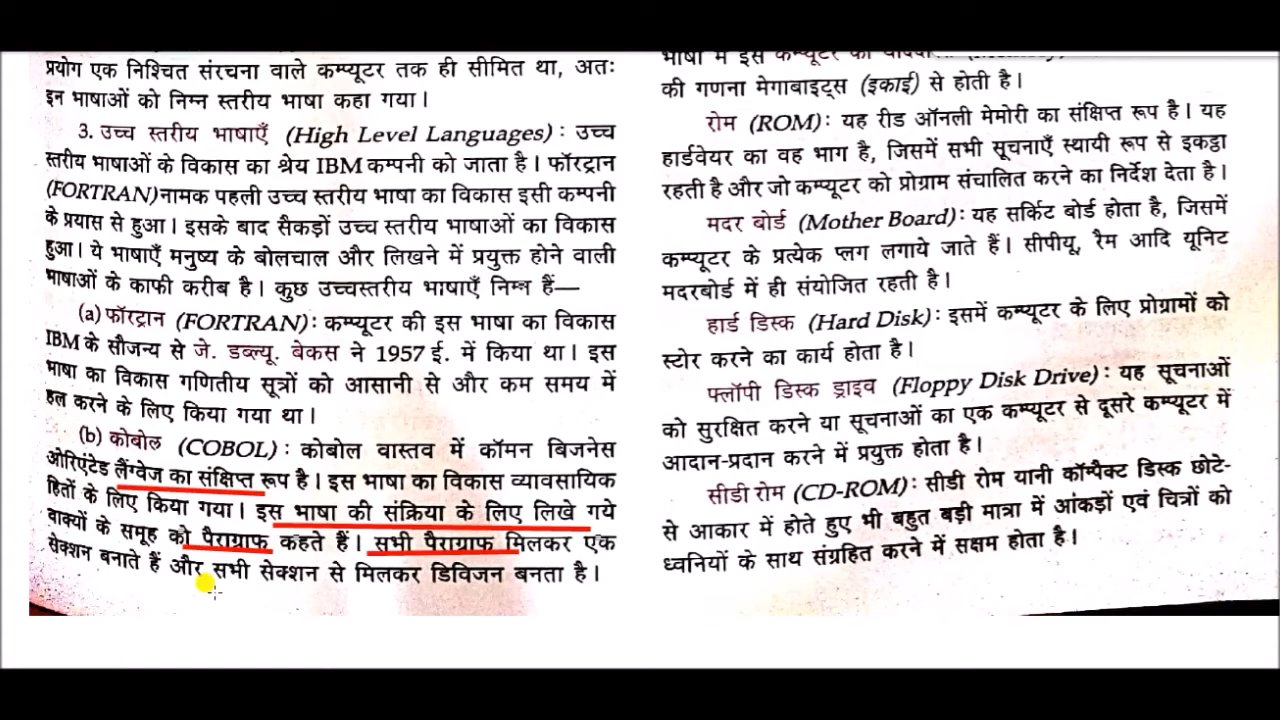 प्रयोग एक निश्चित संरचना वाले कम्प्यूटर तक ही सीमित था, अतः
इन भाषाओं को निम्न स्तरीय भाषा कहा गया।
3. उच्च स्तरीय भाषाएँ (High Level Languages) : उच्च
स्तरीय भाषाओं के विकास का श्रेय IBM कम्पनी को जाता है। फॉरट्रान
(FORTRAN) नामक पहली उच्च स्तरीय भाषा का विकास इसी कम्पनी
के प्रयास से हुआ। इसके बाद सैकड़ों उच्च स्तरीय भाषाओं का विकास
हुआ। ये भाषाएँ मनुष्य के बोलचाल और लिखने में प्रयुक्त होने वाली
भाषाओं के काफी करीब है। कुछ उच्चस्तरीय भाषाएँ निम्न हैं—
(a) फॉरट्रान (FORTRAN) : कम्प्यूटर की इस भाषा का विकास
IBM के सौजन्य से जे. डब्ल्यू. बेकस ने 1957 ई. में किया था। इस
भाषा का विकास गणितीय सूत्रों को आसानी से और कम समय में
हल करने के लिए किया गया था।
(b) कोबोल (COBOL) : कोबोल वास्तव में कॉमन बिजनेस
ओरिएंटेड लैंग्वेज का संक्षिप्त रूप है। इस भाषा का विकास व्यावसायिक
हितों के लिए किया गया। इस भाषा की संक्रिया के लिए लिखे गये
वाक्यों के समूह को पैराग्राफ कहते हैं। सभी पैराग्राफ मिलकर एक
सेक्शन बनाते हैं और सभी सेक्शन से मिलकर डिविजन बनता है।
भाषा में इसे कम्प्यूटर की
की गणना मेगाबाइट्स (इकाई) से होती है।
रोम (ROM) : यह रीड ऑनली मेमोरी का संक्षिप्त रूप है। यह
हार्डवेयर का वह भाग है, जिसमें सभी सूचनाएँ स्थायी रूप से इकट्ठा
रहती है और जो कम्प्यूटर को प्रोग्राम संचालित करने का निर्देश देता है।
मदर बोर्ड (Mother Board) : यह सर्किट बोर्ड होता है, जिसमें
कम्प्यूटर के प्रत्येक प्लग लगाये जाते हैं। सीपीयू, रैम आदि यूनिट
मदरबोर्ड में ही संयोजित रहती है।
हार्ड डिस्क (Hard Disk) : इसमें कम्प्यूटर के लिए प्रोग्रामों को
स्टोर करने का कार्य होता है।
फ्लॉपी डिस्क ड्राइव (Floppy Disk Drive) : यह सूचनाओं
को सुरक्षित करने या सूचनाओं का एक कम्प्यूटर से दूसरे कम्प्यूटर में
आदान-प्रदान करने में प्रयुक्त होता है।
सीडी रोम (CD-ROM) : सीडी रोम यानी कॉम्पैक्ट डिस्क छोटे-
से आकार में होते हुए भी बहुत बड़ी मात्रा में आंकड़ों एवं चित्रों को
ध्वनियों के साथ संग्रहित करने में सक्षम होता है।